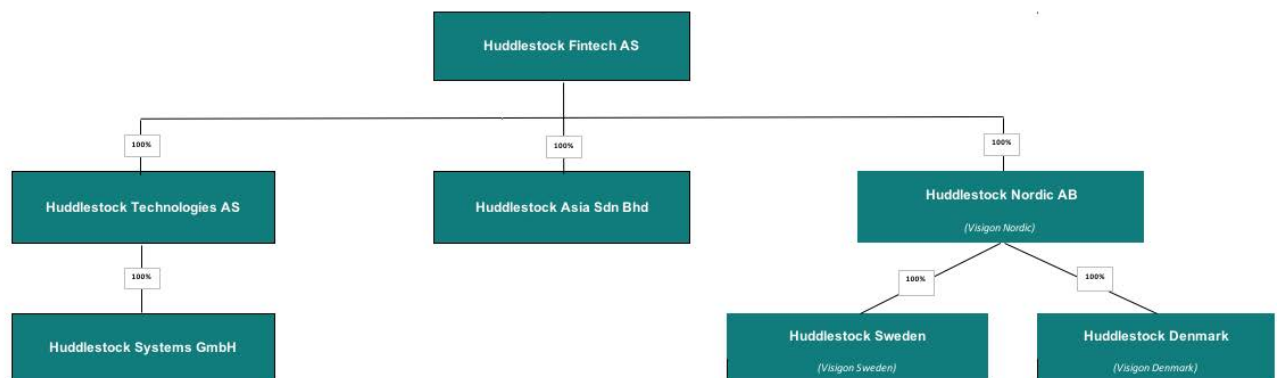 Huddlestock Fintech AS
100%
100%
100%
Huddlestock Technologies AS
Huddlestock Asia Sdn Bhd
Huddlestock Nordic AB
(Visigon Nordic)
100%
100%
100%
Huddlestock Systems GmbH
Huddlestock Sweden
(Visigon Sweden)
Huddlestock Denmark
(Visigon Denmark)